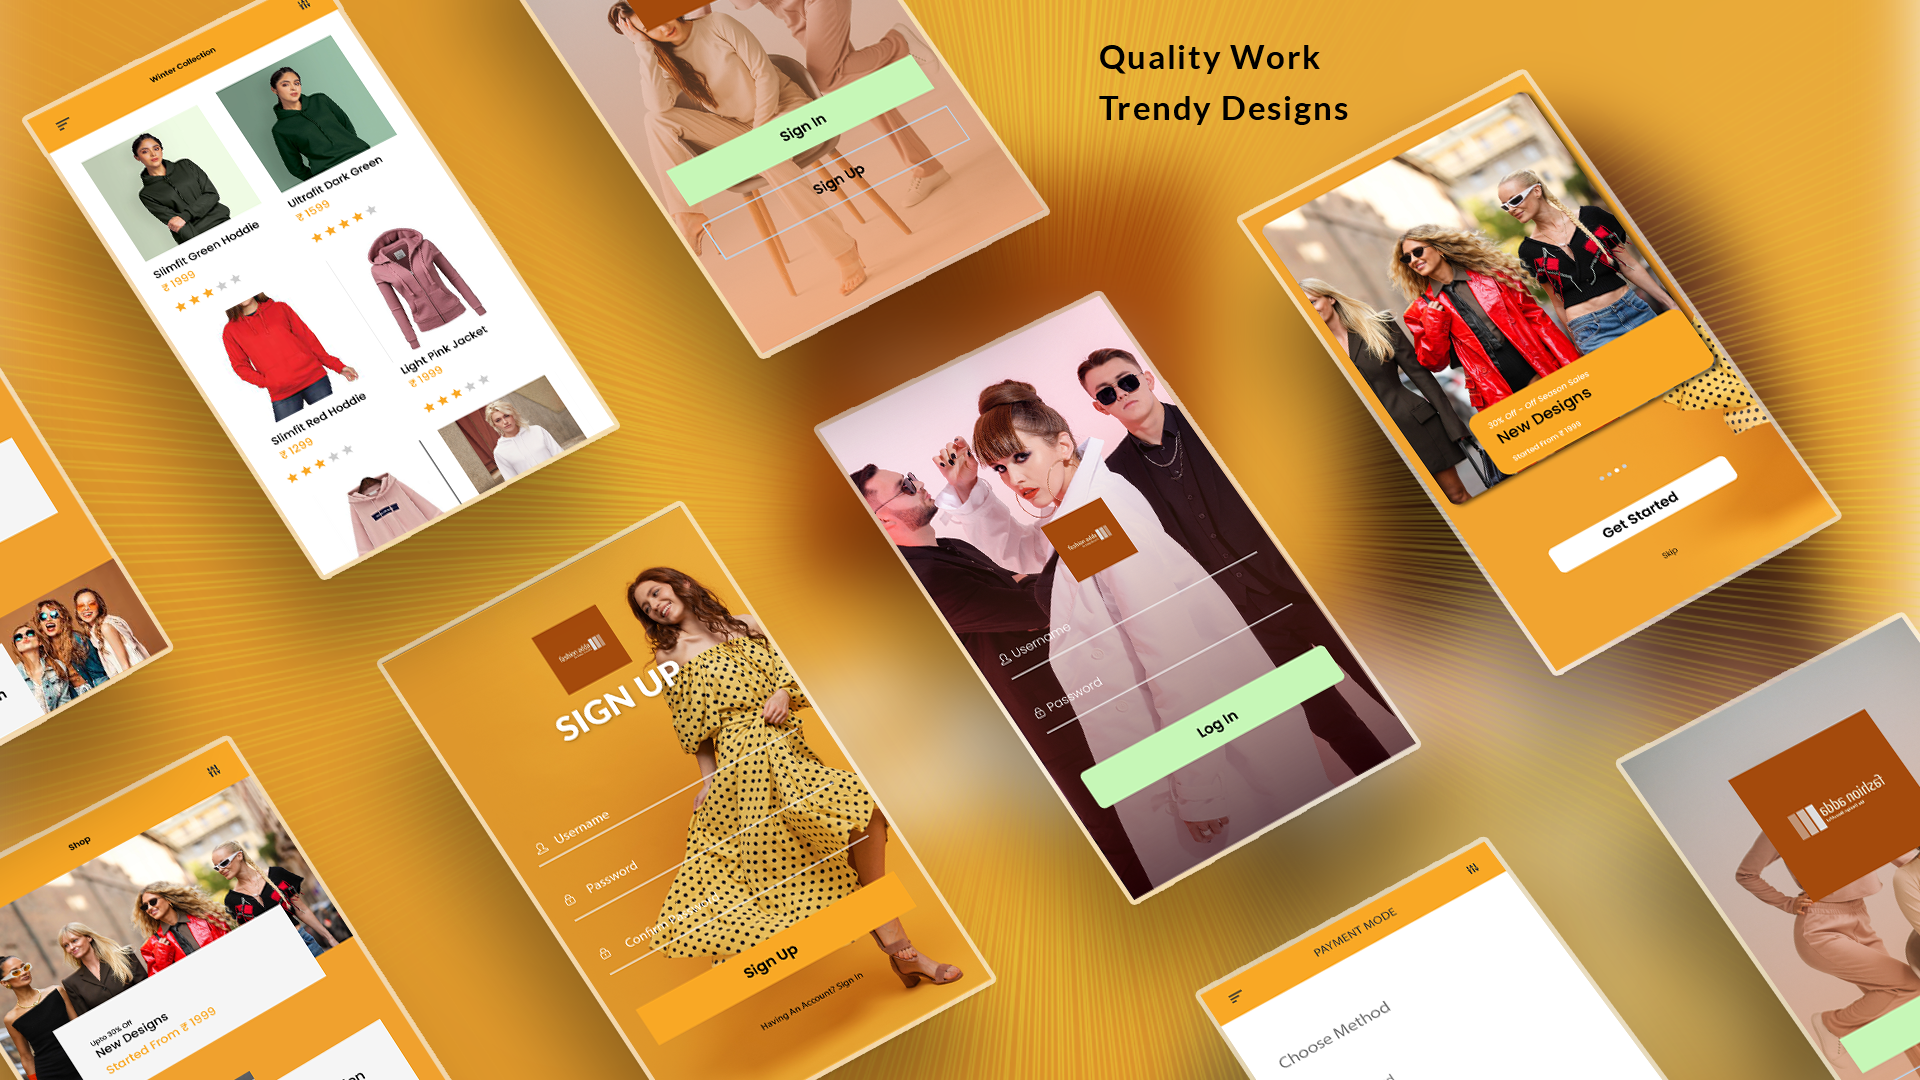 Quality Work
Trendy Designs
Winter Collection
Slimfit Green Hoddie
₹ 1999
Ultrafit Dark Green
₹ 1599
Slimfit Red Hoddie
₹ 1299
Light Pink Jacket
₹ 1999
Sign In
Sign Up
30% Off - Off Season Sales
New Designs
Started From ₹ 1999
Get Started
Skip
fashion adda
Username
Password
Log In
fashion adda
SIGN UP
Username
Password
Confirm Password
Sign Up
Having An Account? Sign In
Shop
Upto 30% Off
New Designs
Started From ₹ 1999
PAYMENT MODE
Choose Method
fashion adda